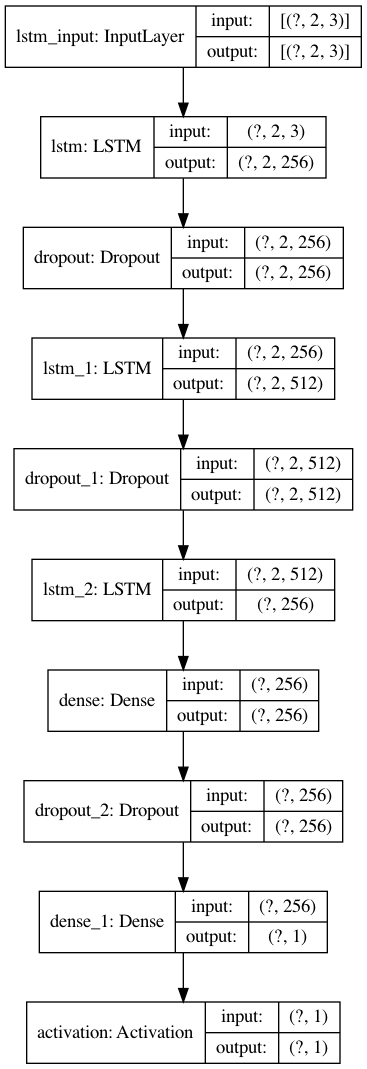 lstm_input: InputLayer
input: [(?, 2, 3)]
output: [(?, 2, 3)]
lstm: LSTM
input: (?, 2, 3)
output: (?, 2, 256)
dropout: Dropout
input: (?, 2, 256)
output: (?, 2, 256)
lstm_1: LSTM
input: (?, 2, 256)
output: (?, 2, 512)
dropout_1: Dropout
input: (?, 2, 512)
output: (?, 2, 512)
lstm_2: LSTM
input: (?, 2, 512)
output: (?, 256)
dense: Dense
input: (?, 256)
output: (?, 256)
dropout_2: Dropout
input: (?, 256)
output: (?, 256)
dense_1: Dense
input: (?, 256)
output: (?, 1)
activation: Activation
input: (?, 1)
output: (?, 1)